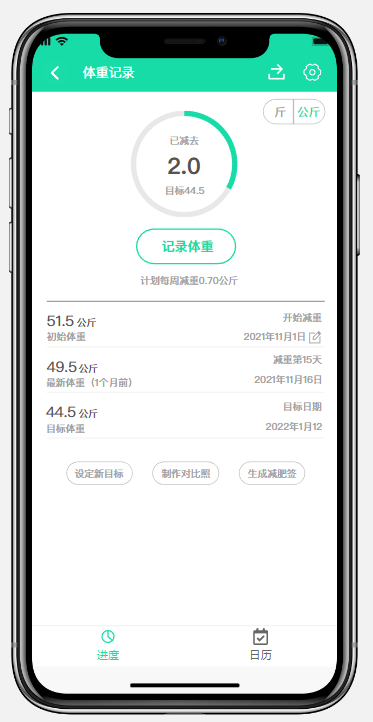 体重记录
斤 公斤
已减去
2.0
目标44.5
记录体重
计划每周减重0.70公斤
51.5 公斤 开始减重
初始体重 2021年11月1日
49.5 公斤 减重第15天
最新体重（1个月前） 2021年11月16日
44.5 公斤 目标日期
目标体重 2022年1月12
设定新目标 制作对比照 生成减肥签
进度 日历